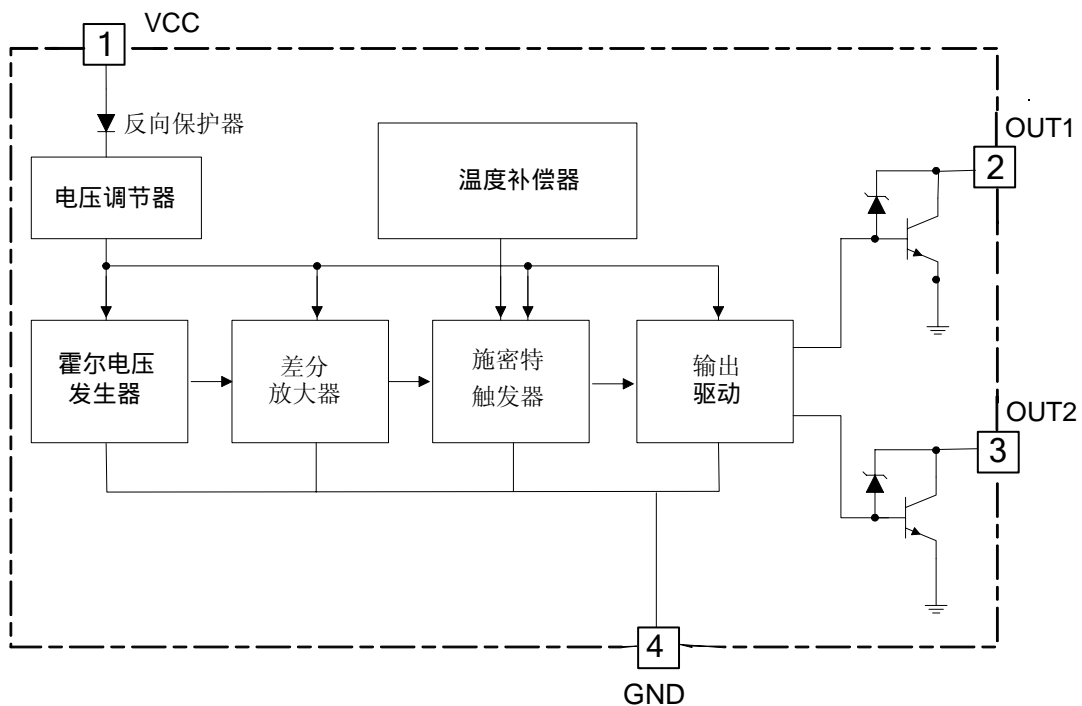 1
VCC
反向保护器
电压调节器
温度补偿器
OUT1
2
霍尔电压
发生器
差分
放大器
施密特
触发器
输出
驱动
OUT2
3
4
GND